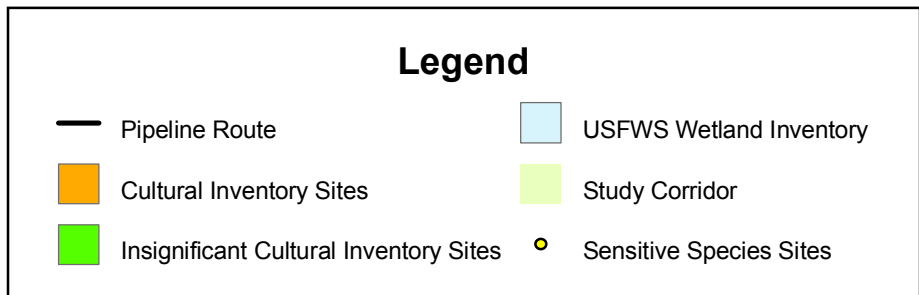 Legend
Pipeline Route
USFWS Wetland Inventory
Cultural Inventory Sites
Study Corridor
Insignificant Cultural Inventory Sites
Sensitive Species Sites